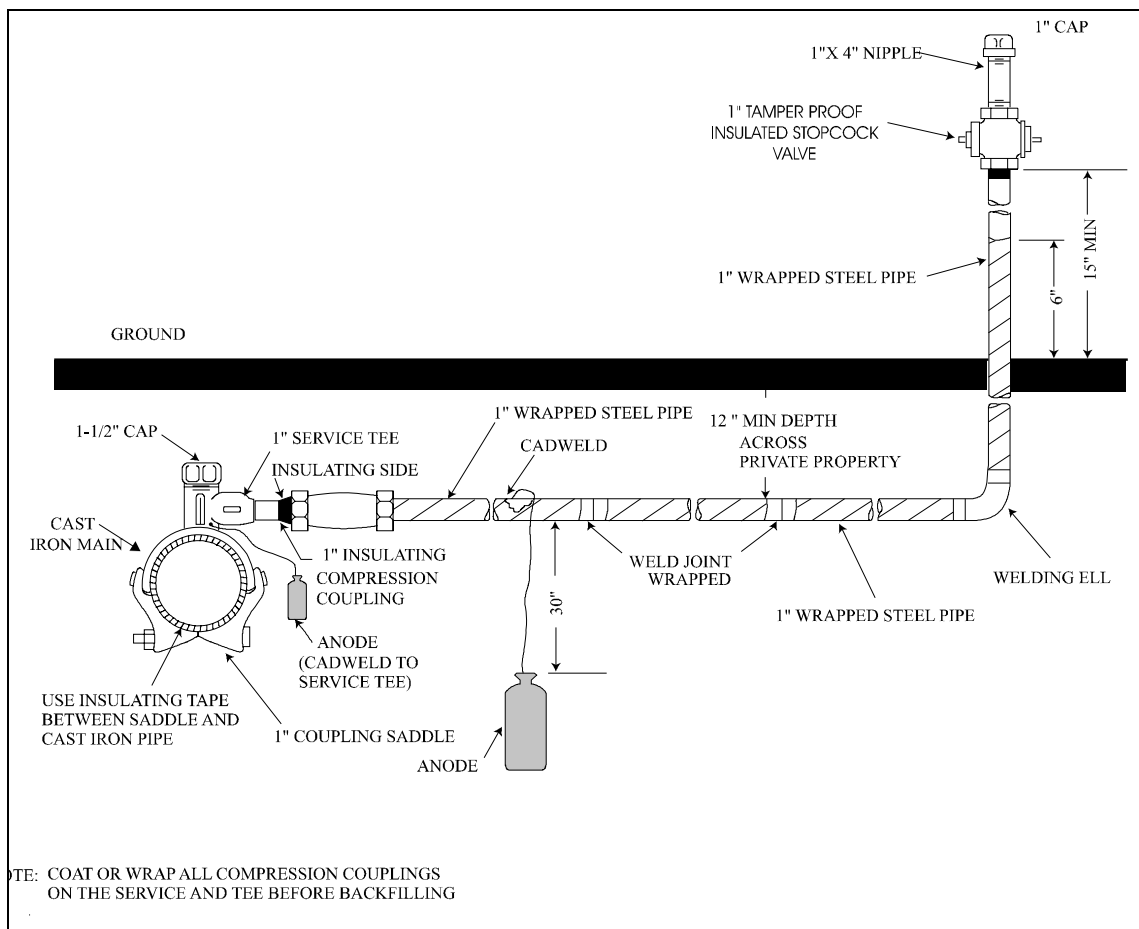 1" CAP
1"X 4" NIPPLE
1" TAMPER PROOF
INSULATED STOPCOCK
VALVE
15" MIN
6"
1" WRAPPED STEEL PIPE
GROUND
1" WRAPPED STEEL PIPE
12 " MIN DEPTH
ACROSS
PRIVATE PROPERTY
CADWELD
1-1/2" CAP
1" SERVICE TEE
INSULATING SIDE
CAST
IRON MAIN
1" INSULATING
COMPRESSION
COUPLING
WELD JOINT
WRAPPED
WELDING ELL
30"
1" WRAPPED STEEL PIPE
ANODE
(CADWELD TO
SERVICE TEE)
USE INSULATING TAPE
BETWEEN SADDLE AND
CAST IRON PIPE
1" COUPLING SADDLE
ANODE
OTE: COAT OR WRAP ALL COMPRESSION COUPLINGS
ON THE SERVICE AND TEE BEFORE BACKFILLING